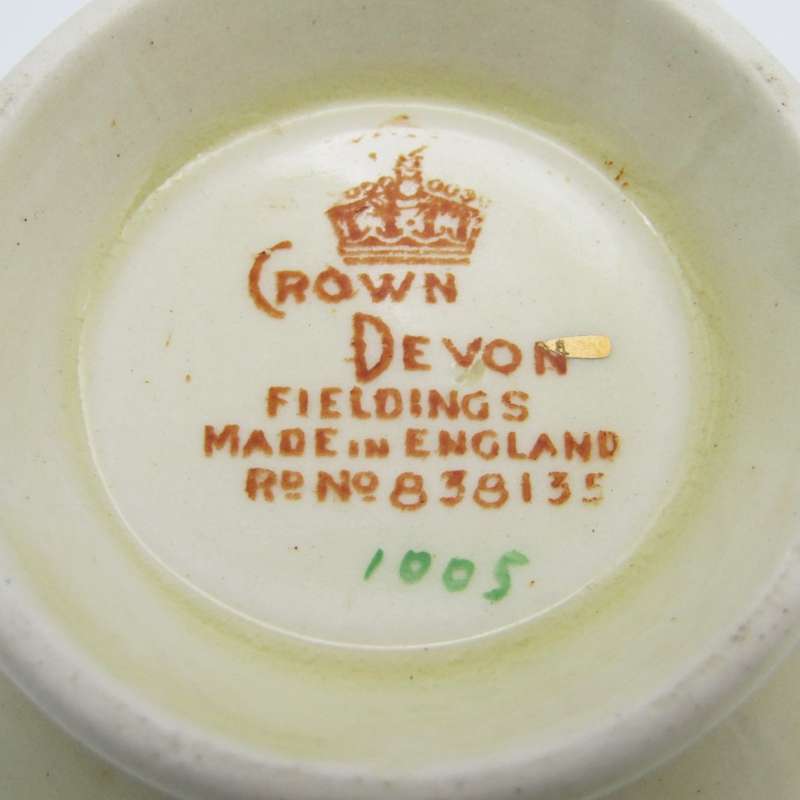 CROWN
DEVON
FIELDINGS
MADE IN ENGLAND
RD NO 838135
1005